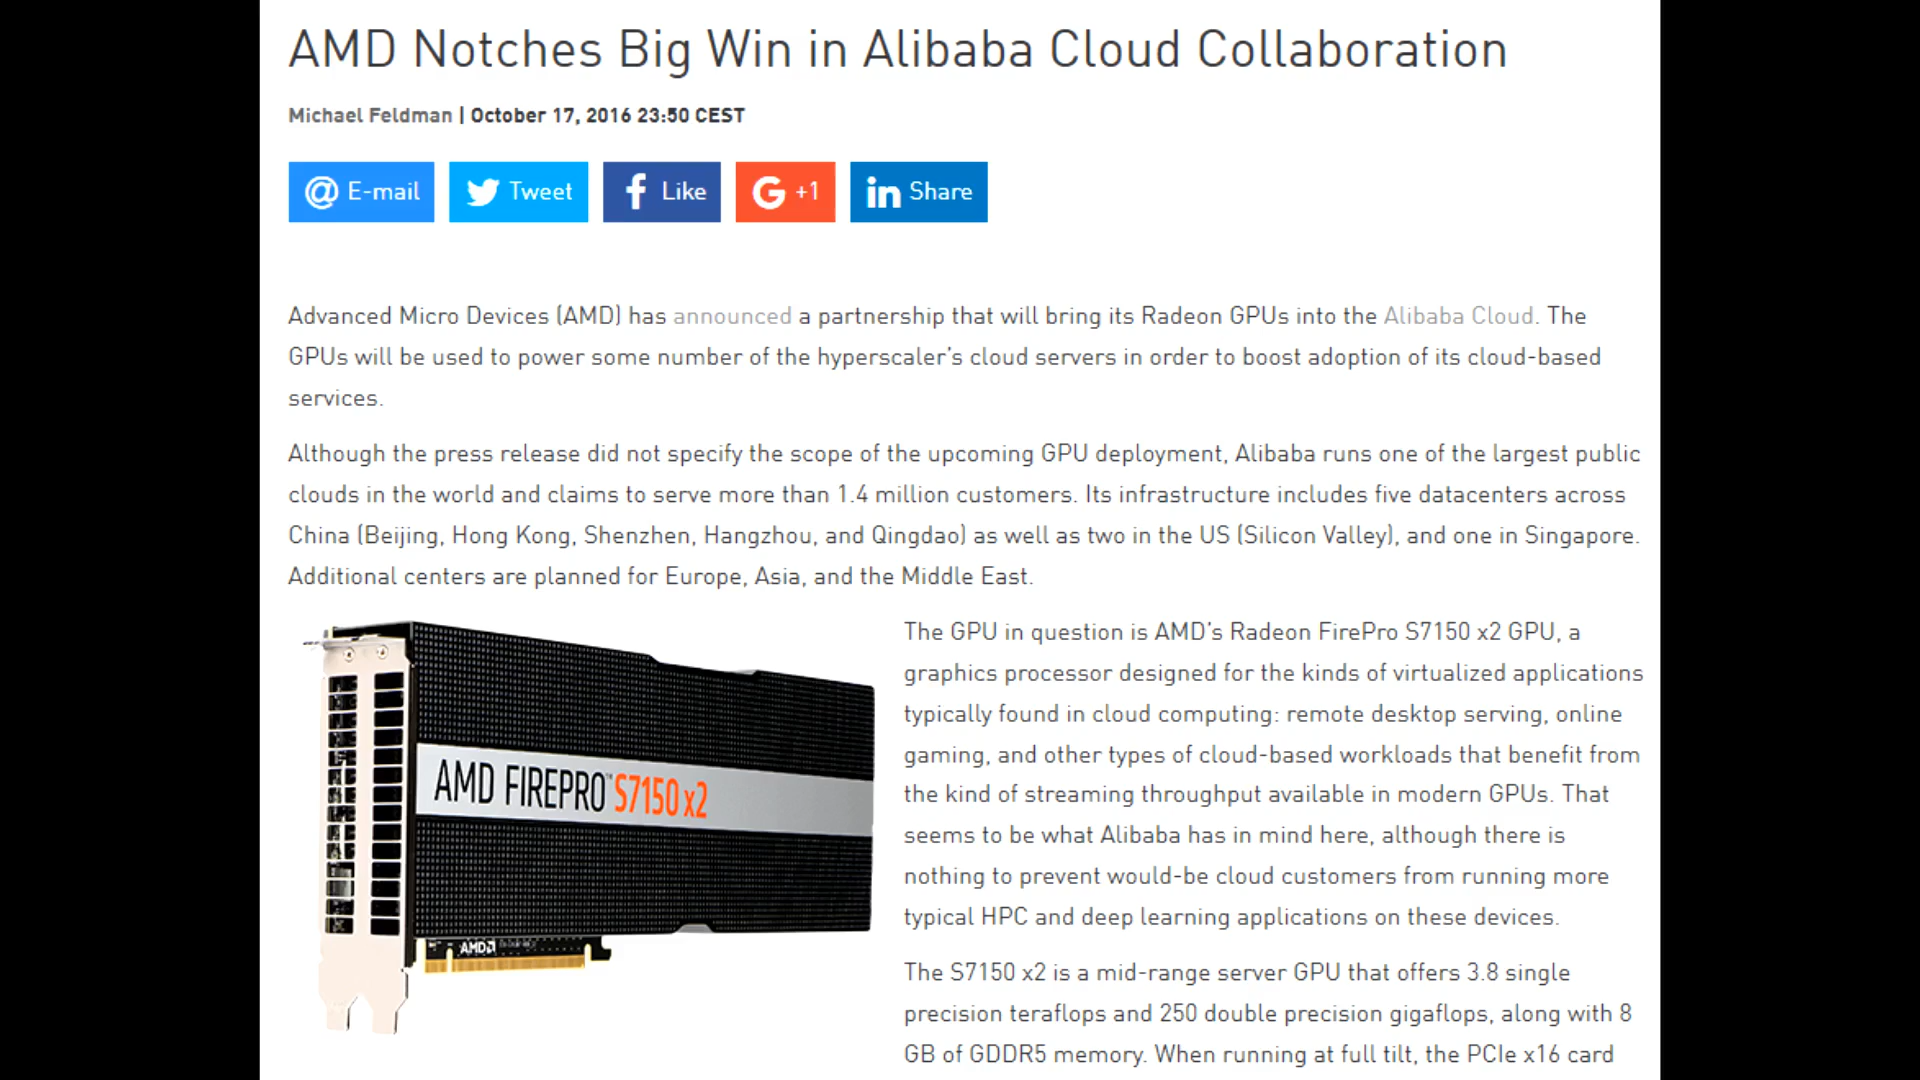 AMD Notches Big Win in Alibaba Cloud Collaboration
Michael Feldman | October 17, 2016 23:50 CEST
@ E-mail Tweet f Like G +1 in Share
Advanced Micro Devices (AMD) has announced a partnership that will bring its Radeon GPUs into the Alibaba Cloud. The
GPUs will be used to power some number of the hyperscaler's cloud servers in order to boost adoption of its cloud-based
services.
Although the press release did not specify the scope of the upcoming GPU deployment, Alibaba runs one of the largest public
clouds in the world and claims to serve more than 1.4 million customers. Its infrastructure includes five datacenters across
China (Beijing, Hong Kong, Shenzhen, Hangzhou, and Qingdao) as well as two in the US (Silicon Valley), and one in Singapore.
Additional centers are planned for Europe, Asia, and the Middle East.
AMD FIREPRO™ S7150 x2
AMD
The GPU in question is AMD's Radeon FirePro S7150 x2 GPU, a
graphics processor designed for the kinds of virtualized applications
typically found in cloud computing: remote desktop serving, online
gaming, and other types of cloud-based workloads that benefit from
the kind of streaming throughput available in modern GPUs. That
seems to be what Alibaba has in mind here, although there is
nothing to prevent would-be cloud customers from running more
typical HPC and deep learning applications on these devices.
The S7150 x2 is a mid-range server GPU that offers 3.8 single
precision teraflops and 250 double precision gigaflops, along with 8
GB of GDDR5 memory. When running at full tilt, the PCIe x16 card